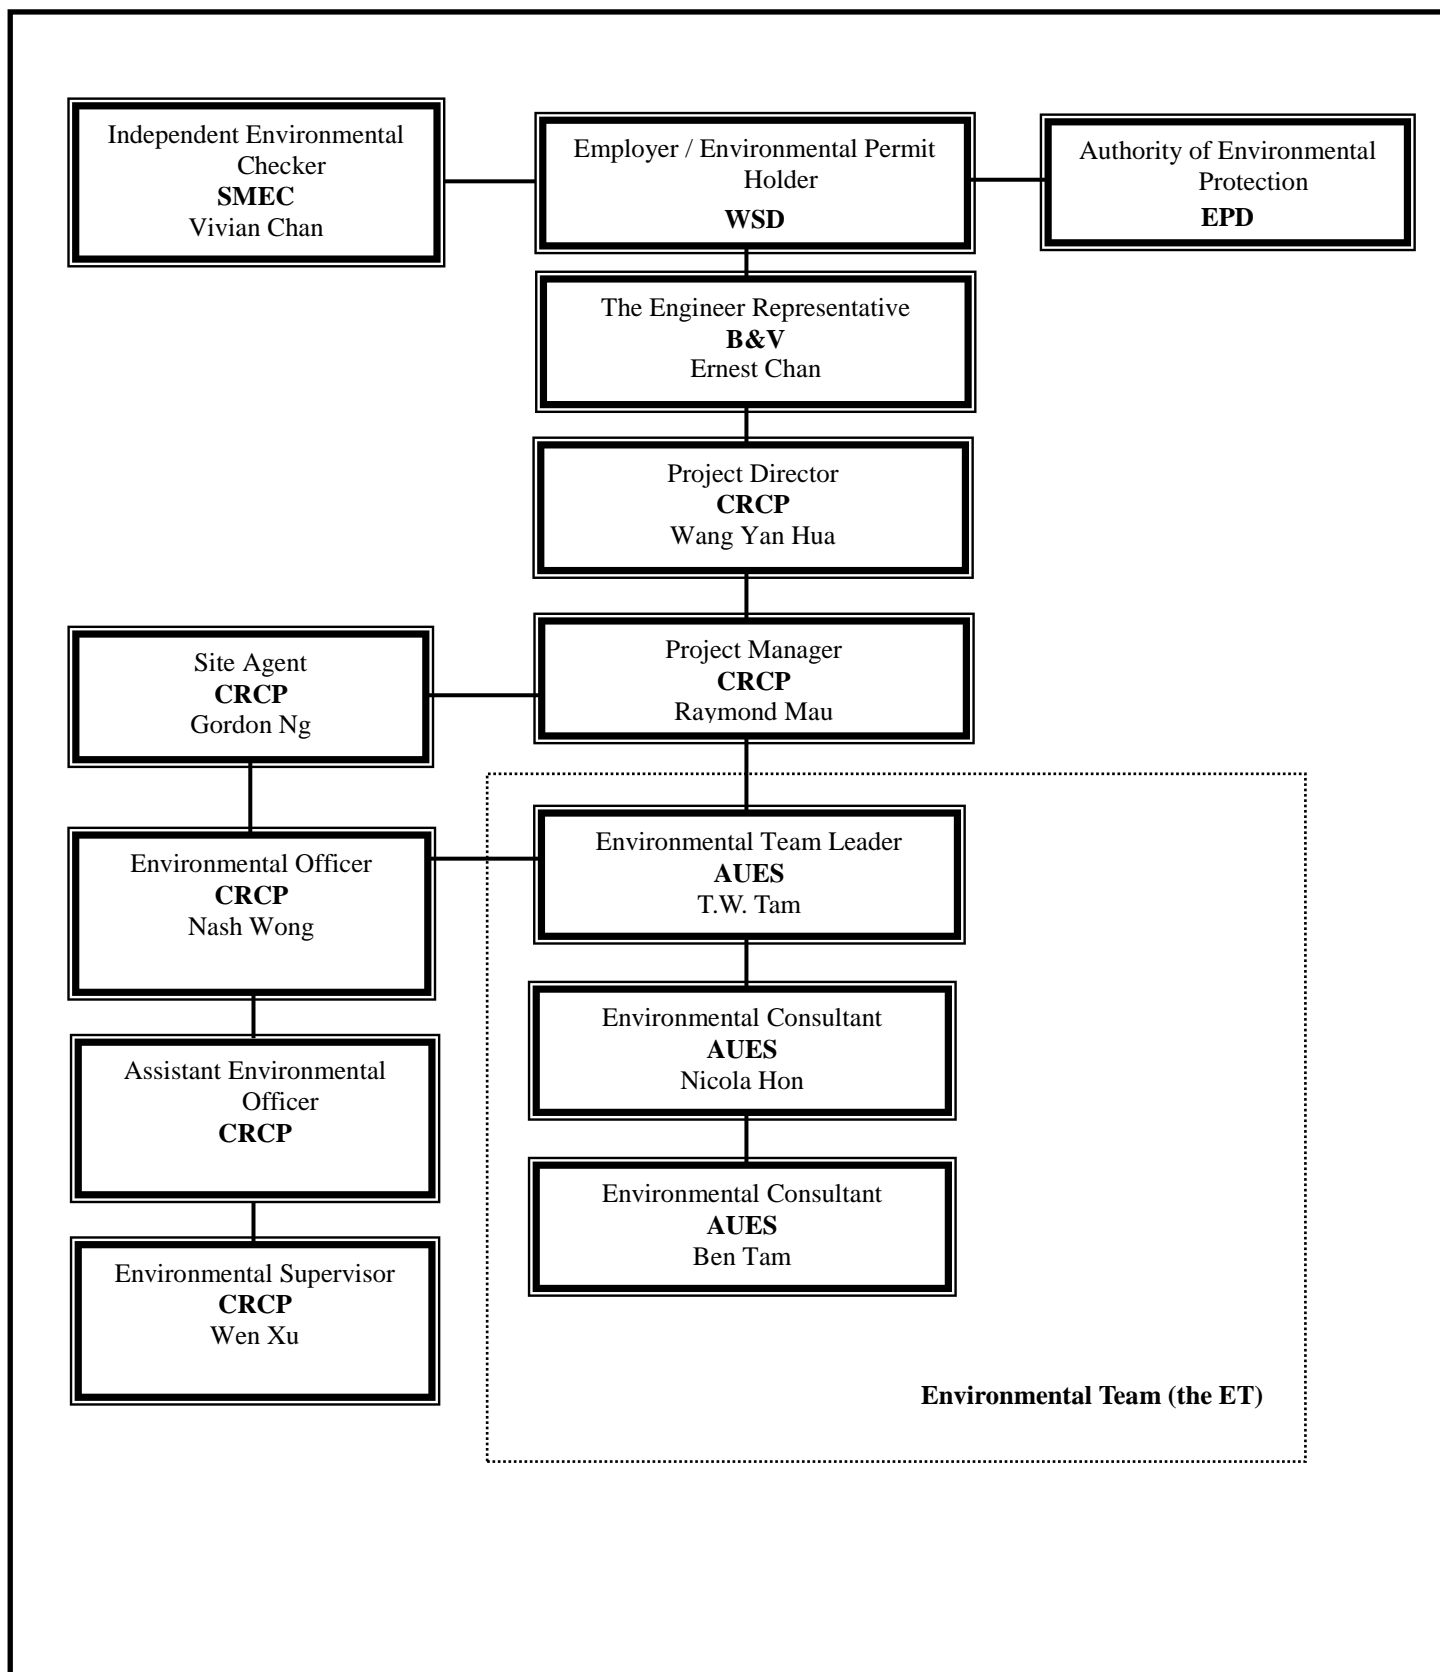 Independent Environmental
Checker
SMEC
Vivian Chan
Employer / Environmental Permit
Holder
WSD
Authority of Environmental
Protection
EPD
The Engineer Representative
B&V
Ernest Chan
Project Director
CRCP
Wang Yan Hua
Project Manager
CRCP
Raymond Mau
Site Agent
CRCP
Gordon Ng
Environmental Officer
CRCP
Nash Wong
Environmental Team Leader
AUES
T.W. Tam
Assistant Environmental
Officer
CRCP
Environmental Consultant
AUES
Nicola Hon
Environmental Supervisor
CRCP
Wen Xu
Environmental Consultant
AUES
Ben Tam
Environmental Team (the ET)